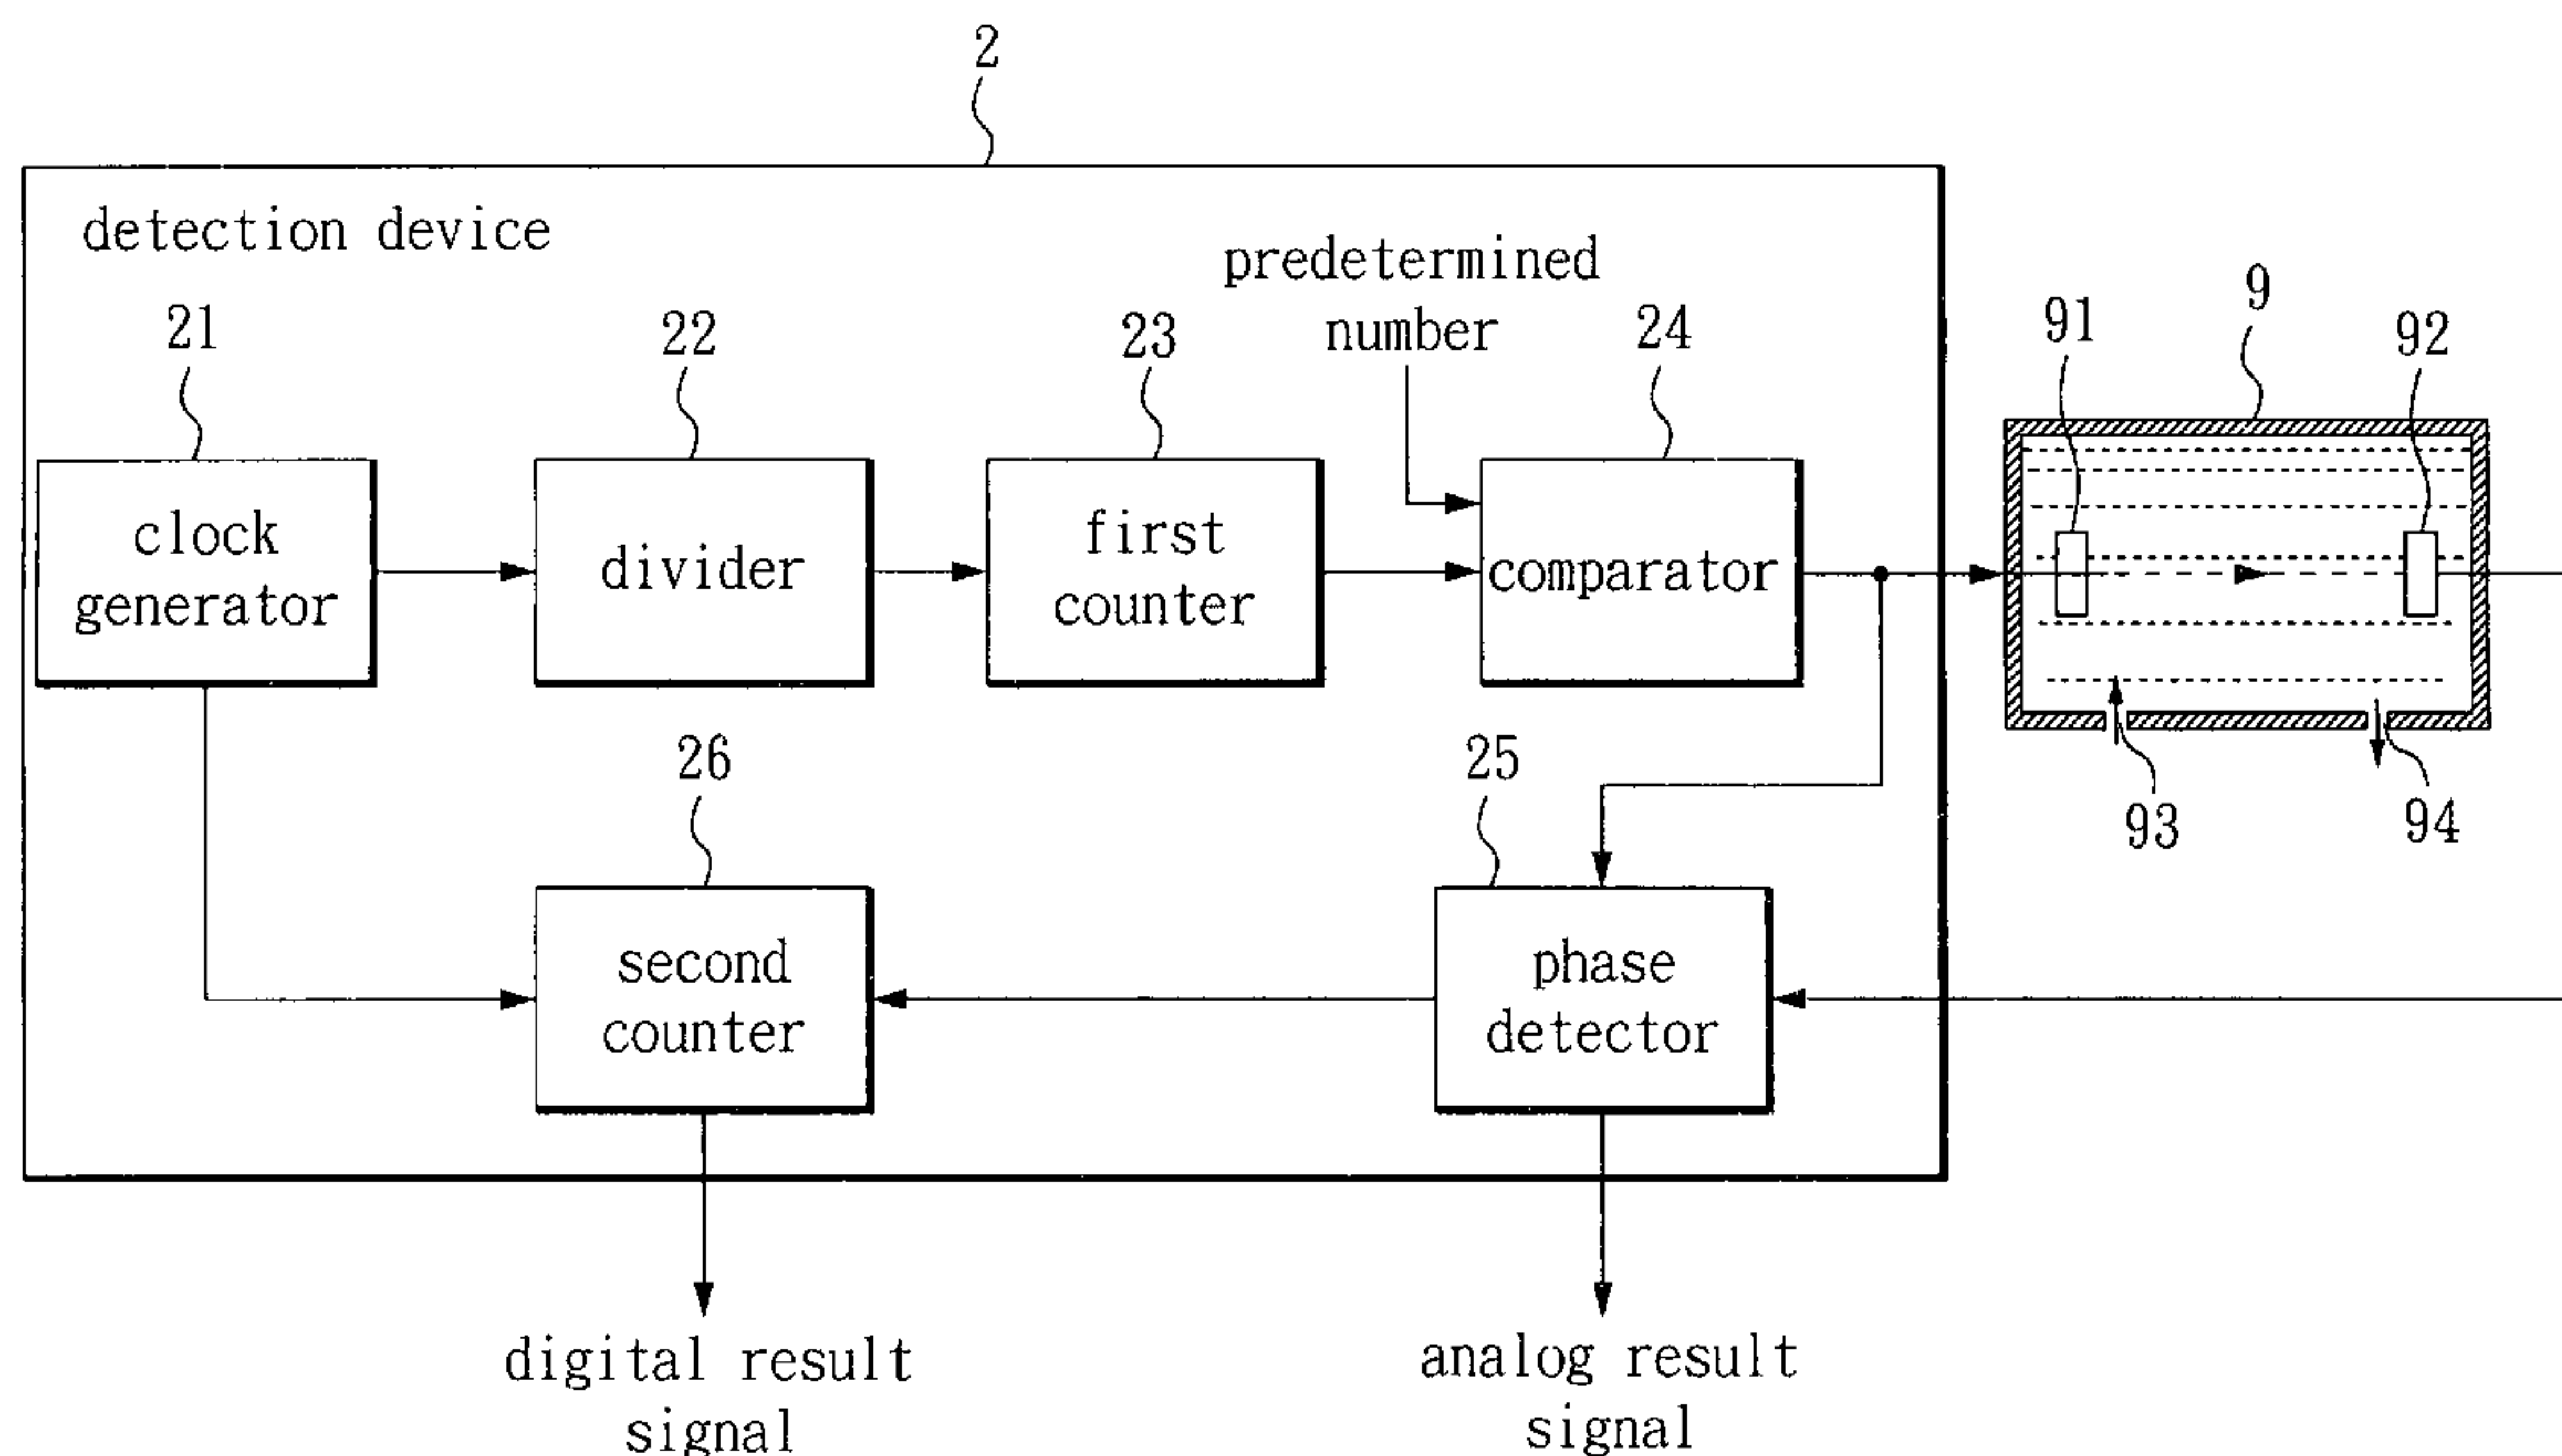 2
detection device
predetermined
number
21
22
23
24
91
9
92
clock
generator
divider
first
counter
comparator
93
94
26
25
second
counter
phase
detector
digital result
signal
analog result
signal